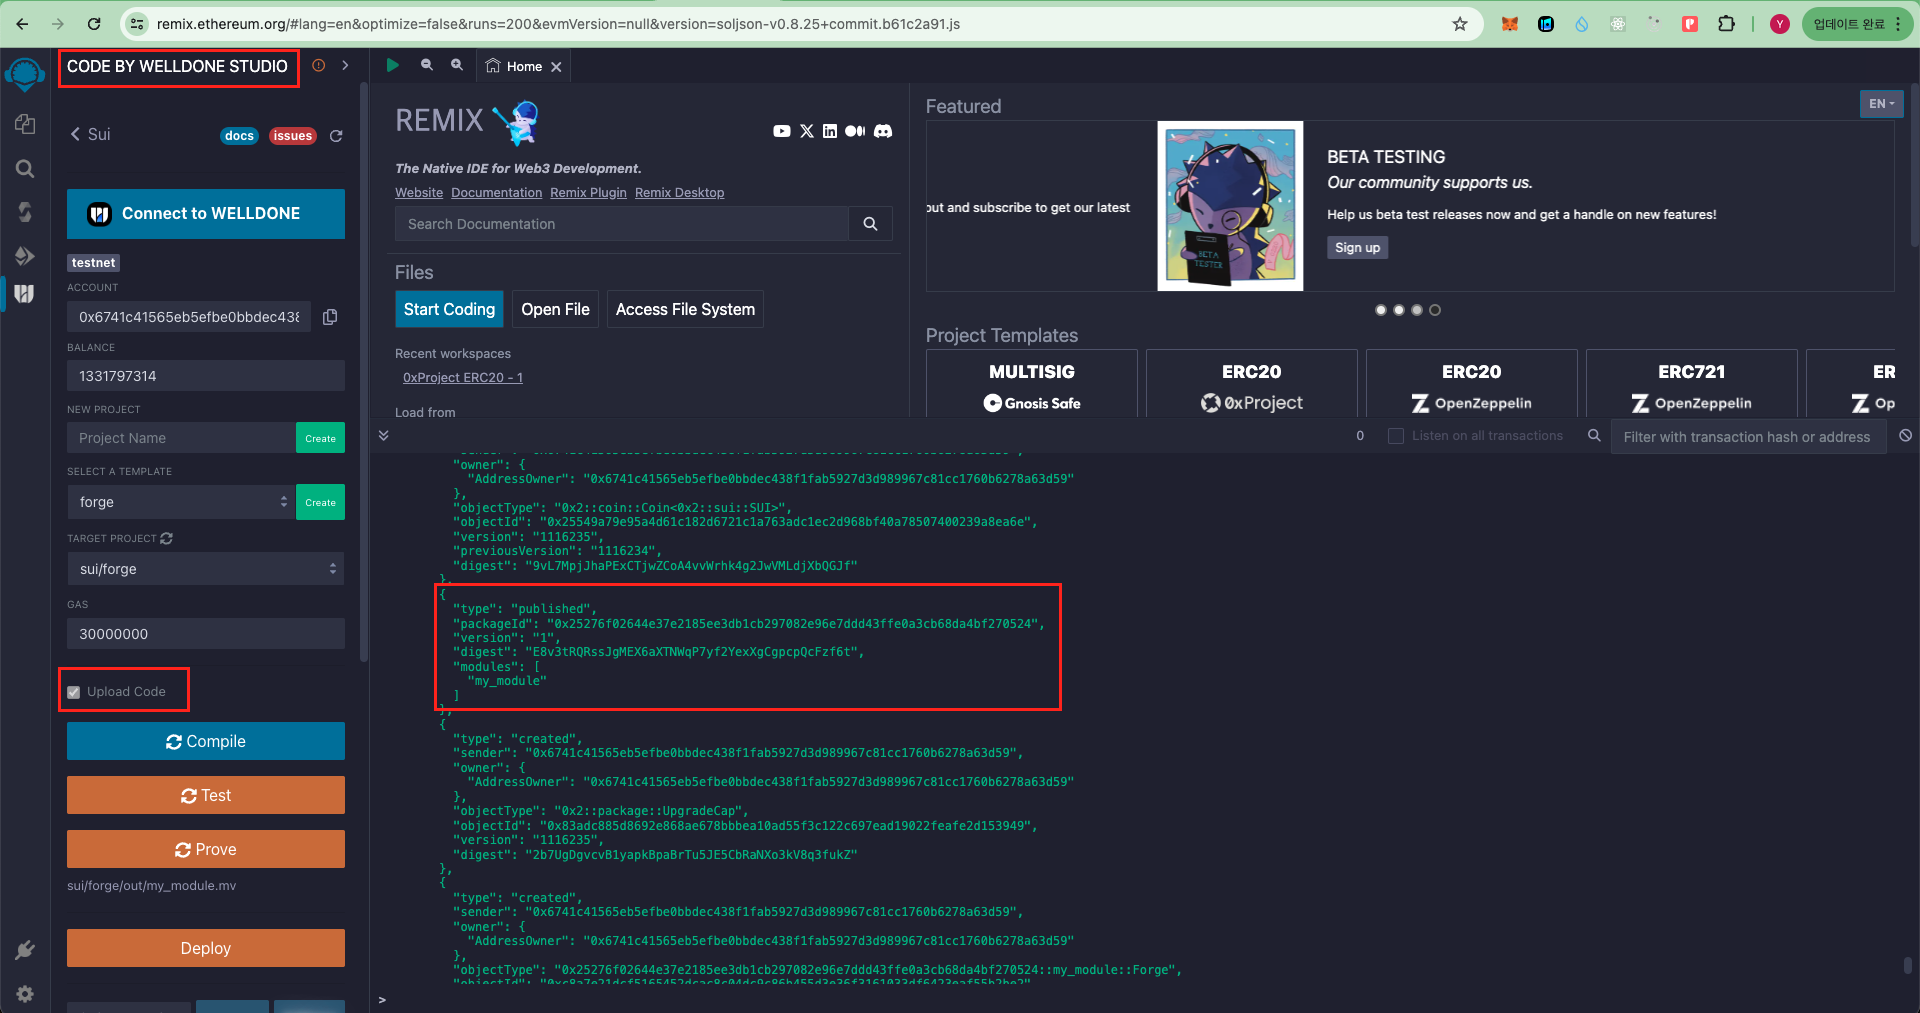 remix.ethereum.org/#lang=en&optimize=false&runs=200&evmVersion=null&version=soljson-v0.8.25+commit.b61c2a91.js
Y
업데이트 완료
CODE BY WELLDONE STUDIO
Sui
docs
issues
Connect to WELLDONE
testnet
ACCOUNT
0x6741c41565eb5efbe0bbdec438
BALANCE
1331797314
NEW PROJECT
Project Name
Create
SELECT A TEMPLATE
forge
Create
TARGET PROJECT
sui/forge
GAS
30000000
Upload Code
Compile
Test
Prove
sui/forge/out/my_module.mv
Deploy
Home
REMIX
The Native IDE for Web3 Development.
Website Documentation Remix Plugin Remix Desktop
Search Documentation
Files
Start Coding
Open File
Access File System
Recent workspaces
0xProject ERC20 - 1
Load from
Featured
EN
out and subscribe to get our latest
BETA TESTER
BETA TESTING
Our community supports us.
Help us beta test releases now and get a handle on new features!
Sign up
Project Templates
MULTISIG
Gnosis Safe
ERC20
0xProject
ERC20
OpenZeppelin
ERC721
OpenZeppelin
ER
Op
0
Listen on all transactions
Filter with transaction hash or address
"owner": {
"AddressOwner": "0x6741c41565eb5efbe0bbdec438f1fab5927d3d989967c81cc1760b6278a63d59"
},
"objectType": "0x2::coin::Coin<0x2::sui::SUI>",
"objectId": "0x25549a79e95a4d61c182d6721c1a763adc1ec2d968bf40a78507400239a8ea6e",
"version": "1116235",
"previousVersion": "1116234",
"digest": "9vL7MpjJhaPExCTjwZCoA4vvWrhk4g2JwVMLdjXbQGJf"
},
{
"type": "published",
"packageId": "0x25276f02644e37e2185ee3db1cb297082e96e7ddd43ffe0a3cb68da4bf270524",
"version": "1",
"digest": "E8v3tRQRssJgMEX6aXTNWqP7yf2YexXgCgpcpQcFzf6t",
"modules": [
"my_module"
]
},
{
"type": "created",
"sender": "0x6741c41565eb5efbe0bbdec438f1fab5927d3d989967c81cc1760b6278a63d59",
"owner": {
"AddressOwner": "0x6741c41565eb5efbe0bbdec438f1fab5927d3d989967c81cc1760b6278a63d59"
},
"objectType": "0x2::package::UpgradeCap",
"objectId": "0x83adc885d8692e868ae678bbbea10ad55f3c122c697ead19022feafe2d153949",
"version": "1116235",
"digest": "2b7UgDgvcvB1yapkBpaBrTu5JE5CbRaNXo3kV8q3fukZ"
},
{
"type": "created",
"sender": "0x6741c41565eb5efbe0bbdec438f1fab5927d3d989967c81cc1760b6278a63d59",
"owner": {
"AddressOwner": "0x6741c41565eb5efbe0bbdec438f1fab5927d3d989967c81cc1760b6278a63d59"
},
"objectType": "0x25276f02644e37e2185ee3db1cb297082e96e7ddd43ffe0a3cb68da4bf270524::my_module::Forge",
>